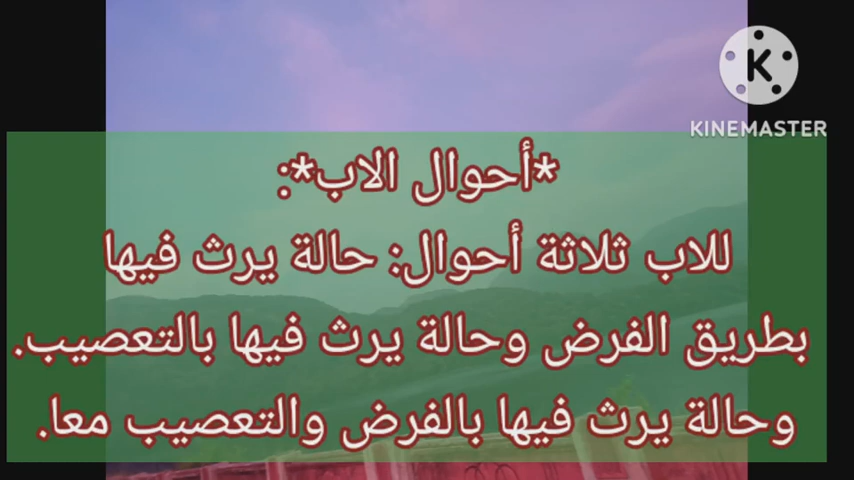 KINEMASTER
*أحوال الاب*:
للاب ثلاثة أحوال: حالة يرث فيها
بطريق الفرض وحالة يرث فيها بالتعصيب.
وحالة يرث فيها بالفرض والتعصيب معا.